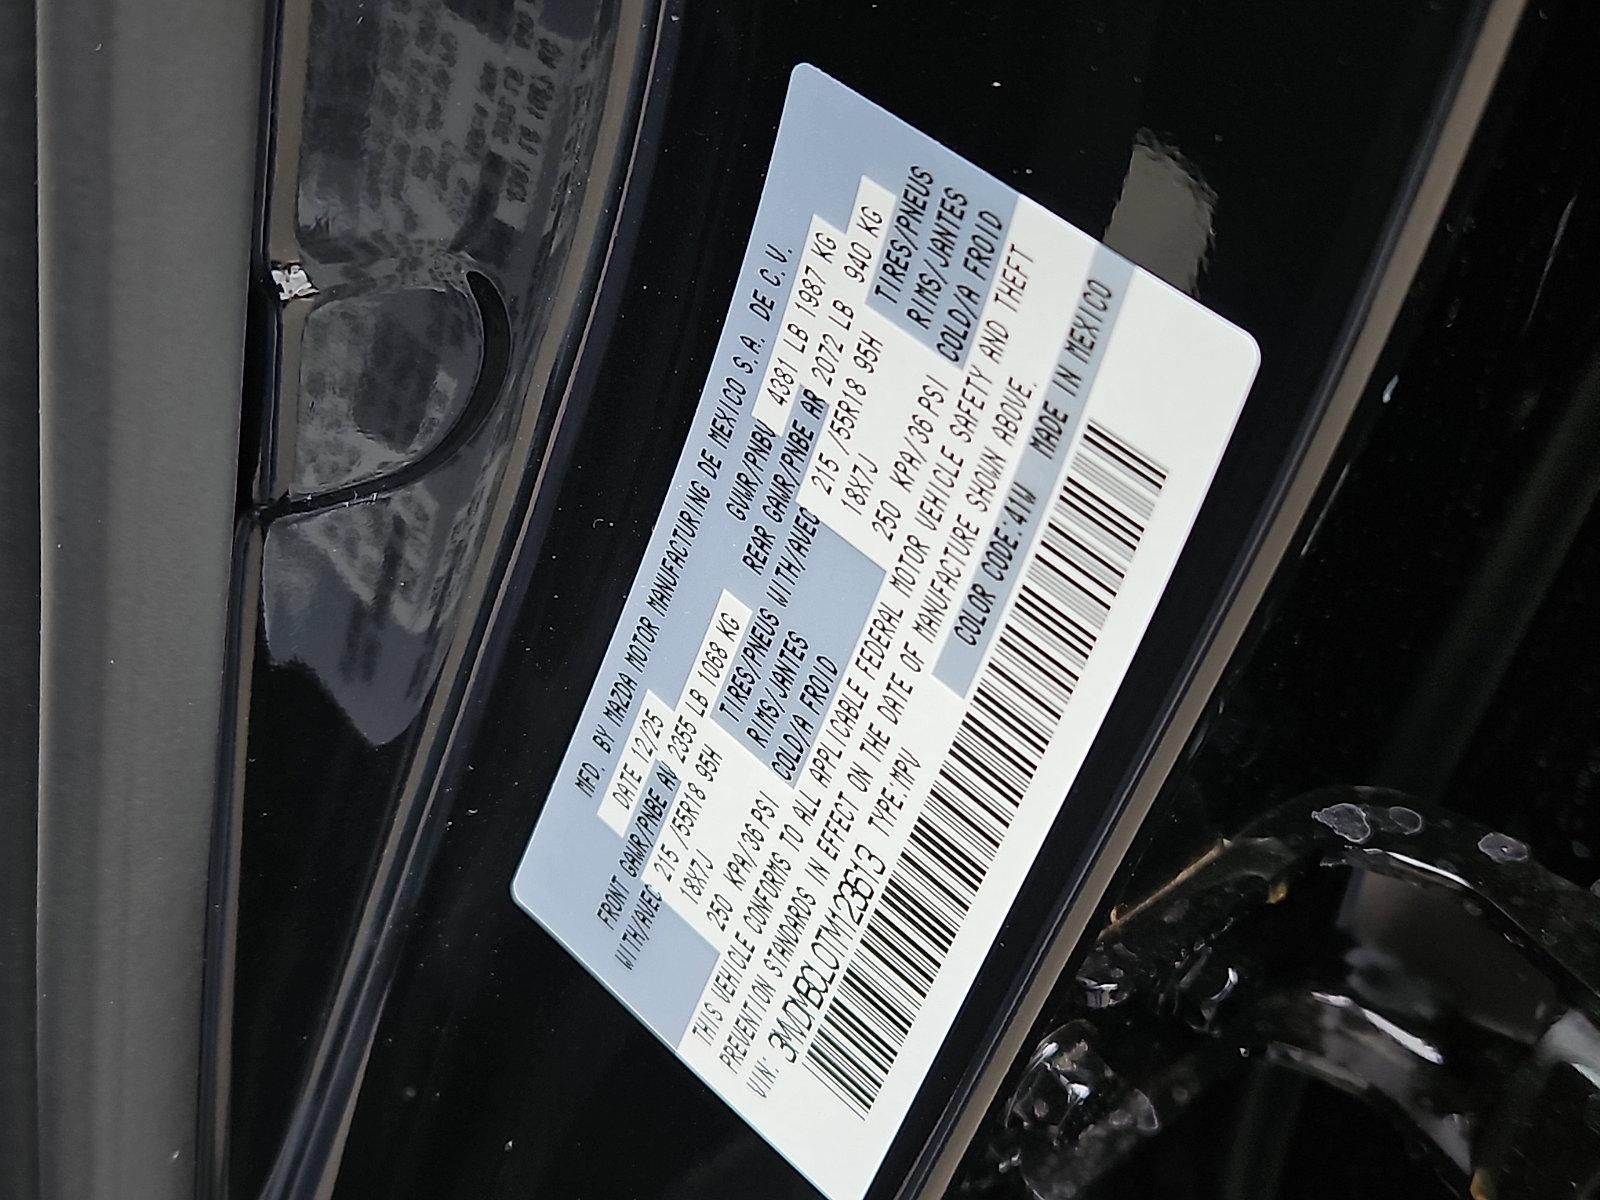 MFD. BY MAZDA MOTOR MANUFACTURING DE MEXICO S.A. DE C.V.
DATE 12/25 GVWR/PNBV 4381 LB 1987 KG
FRONT GAWR/PNBE AV 2355 LB 1068 KG REAR GAWR/PNBE AR 2072 LB 940 KG
WITH/AVEC 215 /55R18 95H TIRES/PNEUS WITH/AVEC 215 /55R18 95H TIRES/PNEUS
18X7J RIMS/JANTES 18X7J RIMS/JANTES
250 KPA/36 PSI COLD/A FROID 250 KPA/36 PSI COLD/A FROID
THIS VEHICLE CONFORMS TO ALL APPLICABLE FEDERAL MOTOR VEHICLE SAFETY AND THEFT
PREVENTION STANDARDS IN EFFECT ON THE DATE OF MANUFACTURE SHOWN ABOVE.
VIN: 3MVDMBCL0TM123613 TYPE:MPV COLOR CODE:41W MADE IN MEXICO